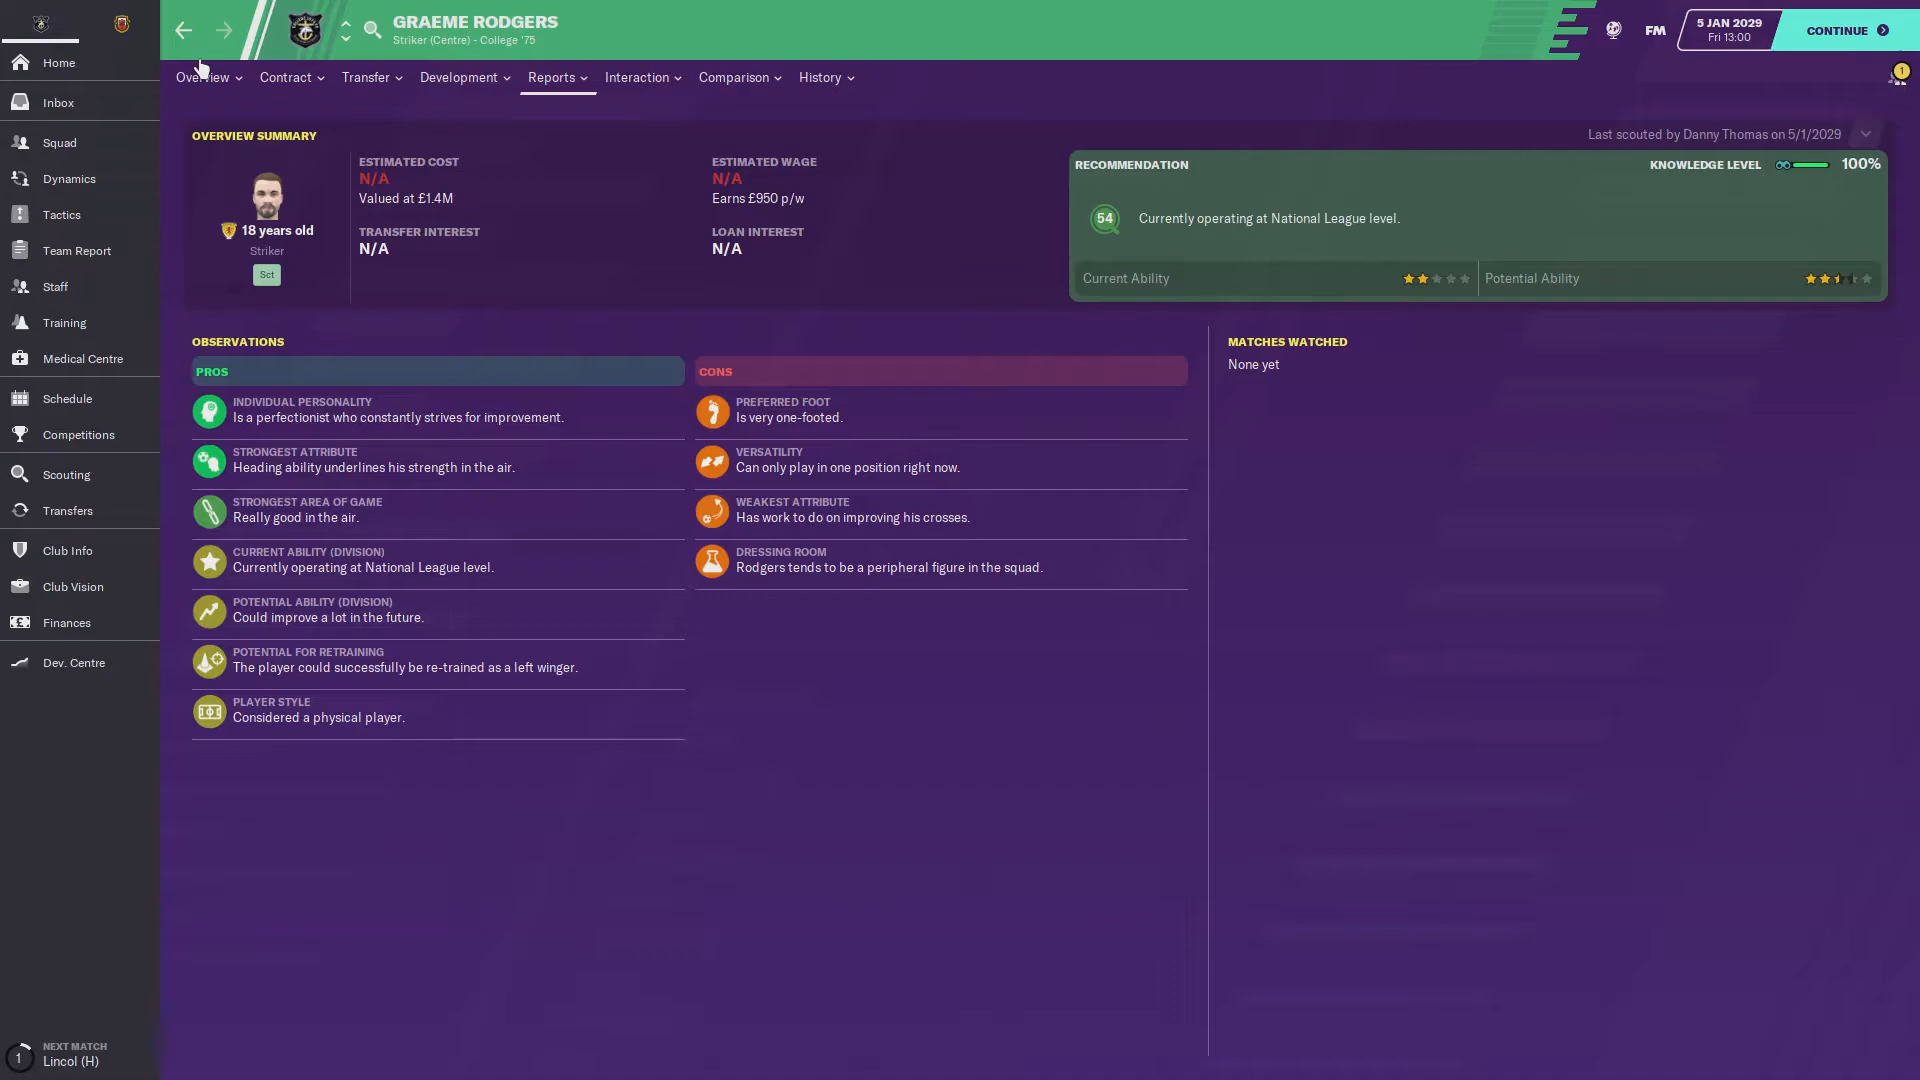 GRAEME RODGERS
Striker (Centre) - College '75
FM
5 JAN 2029
Fri 13:00
CONTINUE
Overview
Contract
Transfer
Development
Reports
Interaction
Comparison
History
1
Home
Inbox
Squad
Dynamics
Tactics
Team Report
Staff
Training
Medical Centre
Schedule
Competitions
Scouting
Transfers
Club Info
Club Vision
Finances
Dev. Centre
1
NEXT MATCH
Lincol (H)
OVERVIEW SUMMARY
Last scouted by Danny Thomas on 5/1/2029
18 years old
Striker
Sct
ESTIMATED COST
N/A
Valued at £1.4M
TRANSFER INTEREST
N/A
ESTIMATED WAGE
N/A
Earns £950 p/w
LOAN INTEREST
N/A
RECOMMENDATION
KNOWLEDGE LEVEL
100%
54
Currently operating at National League level.
Current Ability
Potential Ability
OBSERVATIONS
PROS
INDIVIDUAL PERSONALITY
Is a perfectionist who constantly strives for improvement.
STRONGEST ATTRIBUTE
Heading ability underlines his strength in the air.
STRONGEST AREA OF GAME
Really good in the air.
CURRENT ABILITY (DIVISION)
Currently operating at National League level.
POTENTIAL ABILITY (DIVISION)
Could improve a lot in the future.
POTENTIAL FOR RETRAINING
The player could successfully be re-trained as a left winger.
PLAYER STYLE
Considered a physical player.
CONS
PREFERRED FOOT
Is very one-footed.
VERSATILITY
Can only play in one position right now.
WEAKEST ATTRIBUTE
Has work to do on improving his crosses.
DRESSING ROOM
Rodgers tends to be a peripheral figure in the squad.
MATCHES WATCHED
None yet